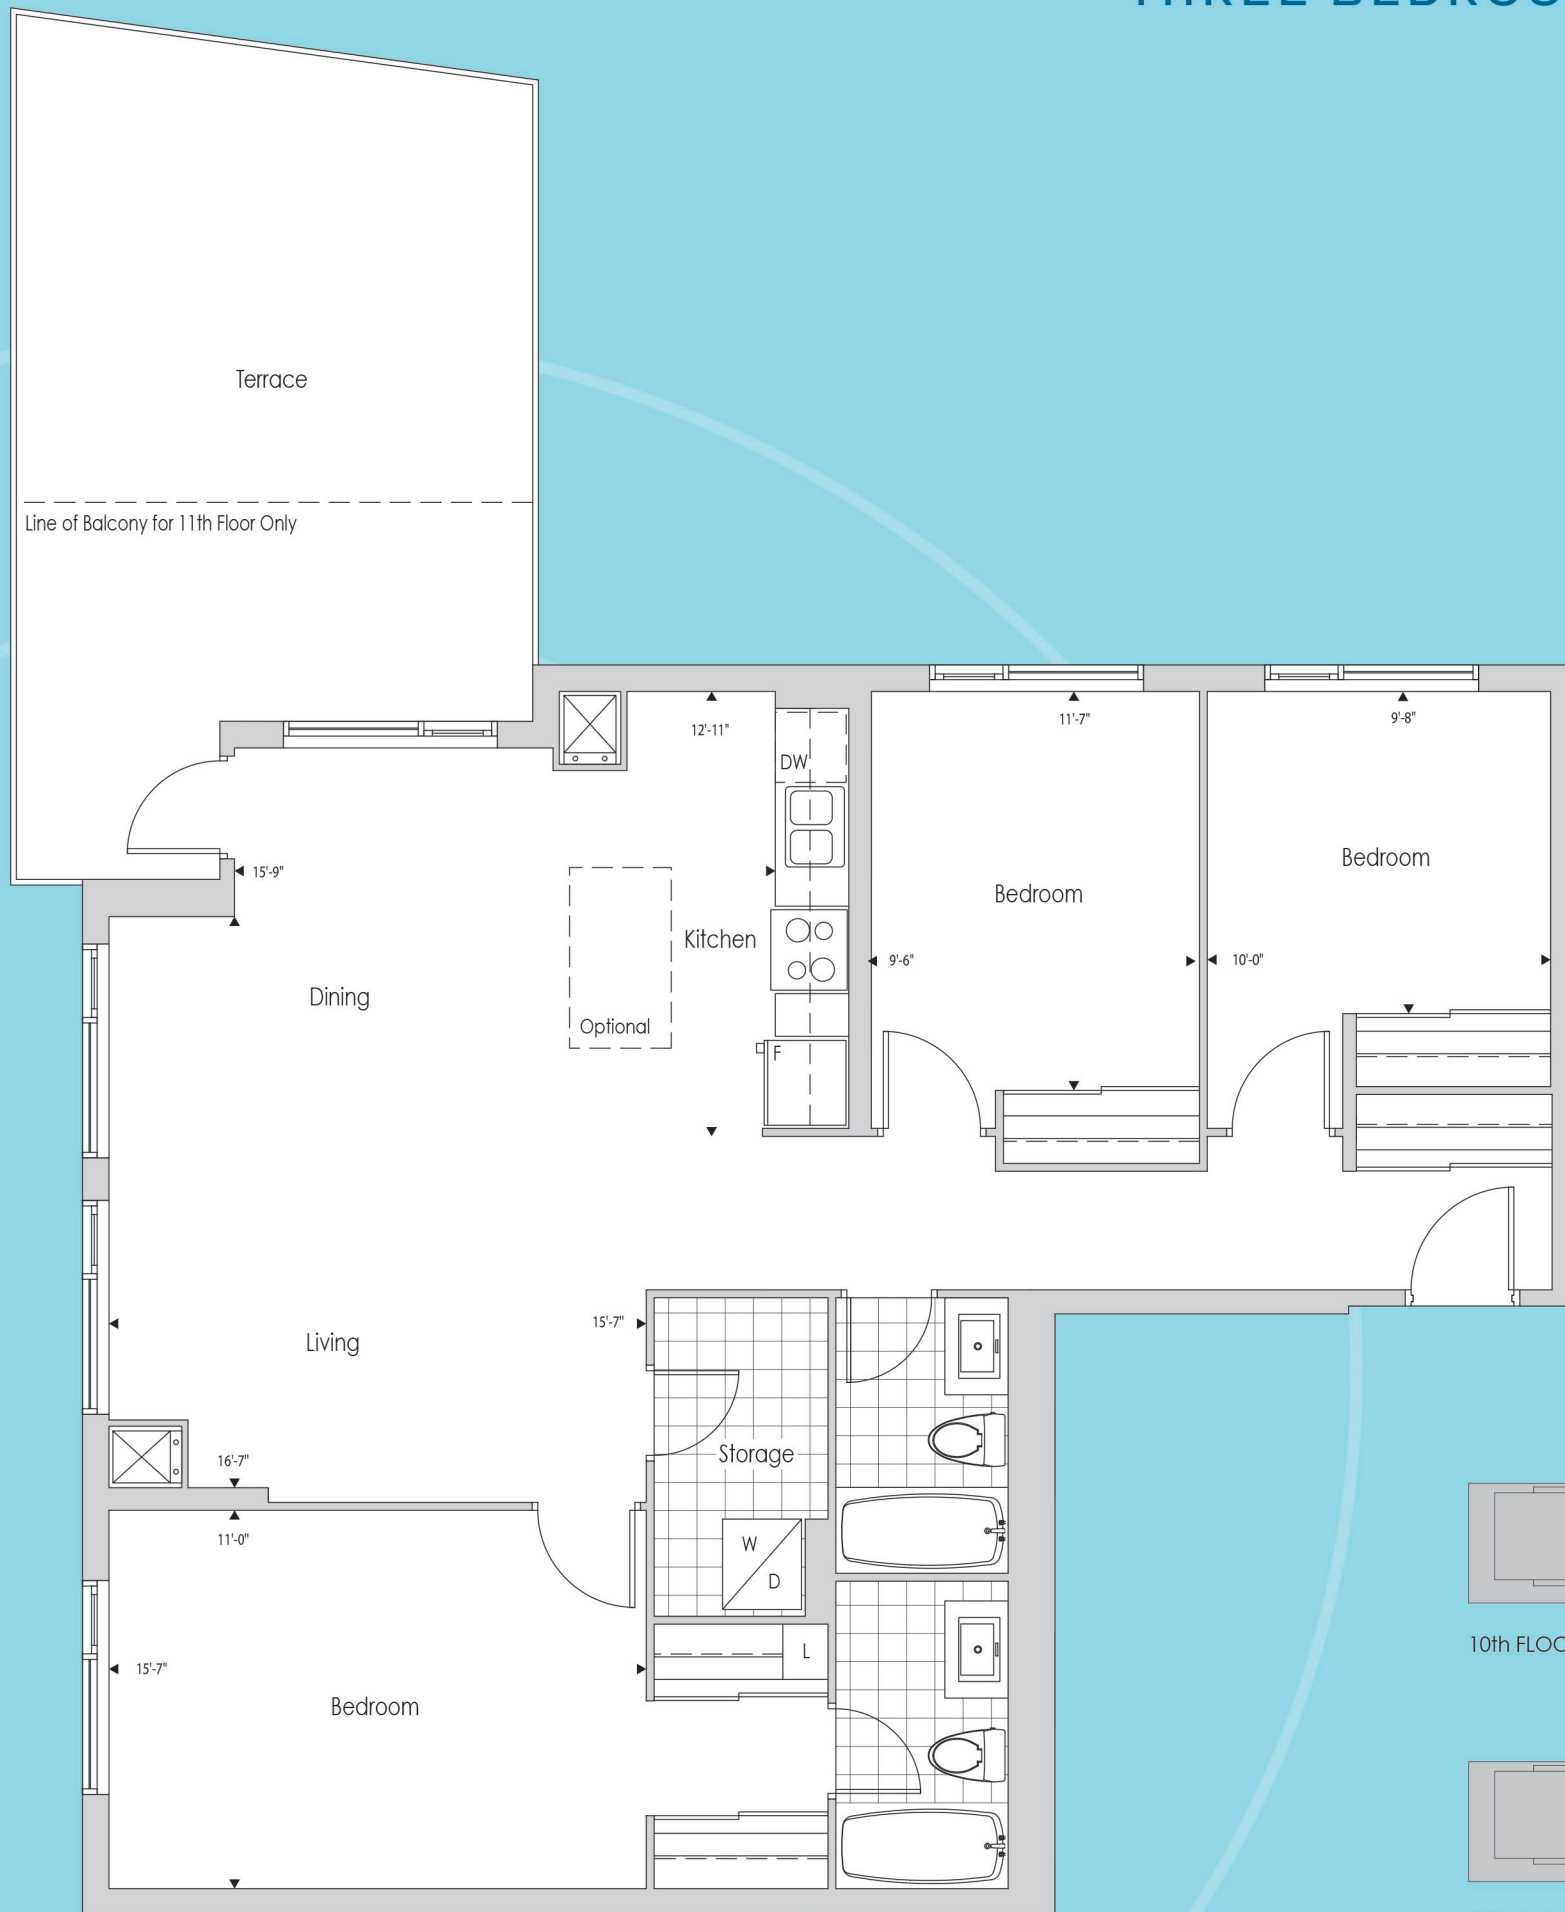 Terrace
Line of Balcony for 11th Floor Only
12'-11"
11'-7"
9'-8"
DW
15'-9"
Bedroom
Bedroom
Kitchen
9'-6"
10'-0"
Dining
Optional
F
15'-7"
Living
Storage
16'-7"
11'-0"
W
D
L
10th
15'-7"
Bedroom